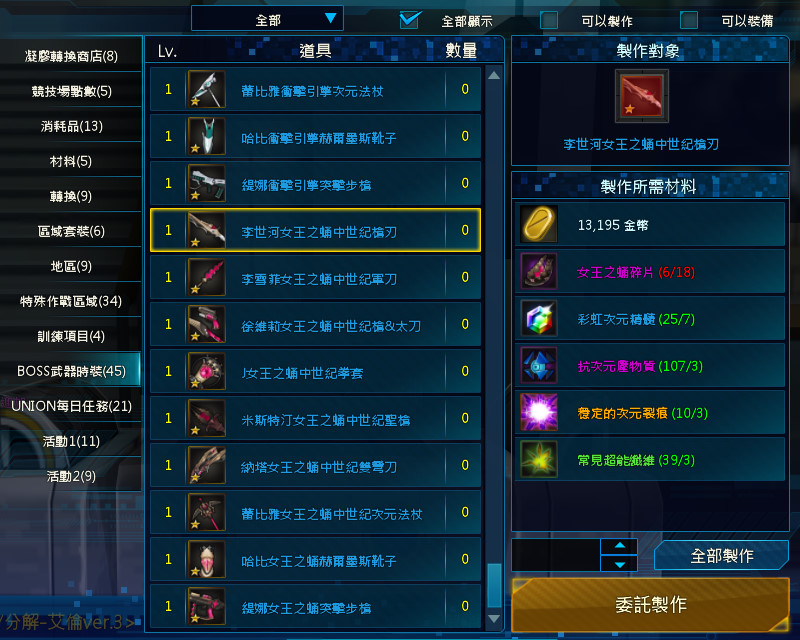 全部
全部顯示
可以製作
可以裝備
凝膠轉換商店(8)
競技場點數(5)
消耗品(13)
材料(5)
轉換(9)
區域套裝(6)
地區(9)
特殊作戰區域(34)
訓練項目(4)
BOSS武器時裝(45)
UNION每日任務(21)
活動1(11)
活動2(9)
Lv. 道具 數量
1 蕾比雅衝擊引擎次元法杖 0
1 哈比衝擊引擎赫爾墨斯靴子 0
1 緹娜衝擊引擎突擊步槍 0
1 李世河女王之蛹中世紀槍刃 0
1 李雪菲女王之蛹中世紀軍刀 0
1 徐維莉女王之蛹中世紀槍&太刀 0
1 J女王之蛹中世紀拳套 0
1 米斯特汀女王之蛹中世紀聖槍 0
1 納塔女王之蛹中世紀雙彎刀 0
1 蕾比雅女王之蛹中世紀次元法杖 0
1 哈比女王之蛹赫爾墨斯靴子 0
1 緹娜女王之蛹突擊步槍 0
製作對象
李世河女王之蛹中世紀槍刃
製作所需材料
13,195 金幣
女王之蛹碎片 (6/18)
彩虹次元精髓 (25/7)
抗次元塵物質 (107/3)
穩定的次元裂痕 (10/3)
常見超能纖維 (39/3)
全部製作
委託製作
/分解-艾倫ver.3>